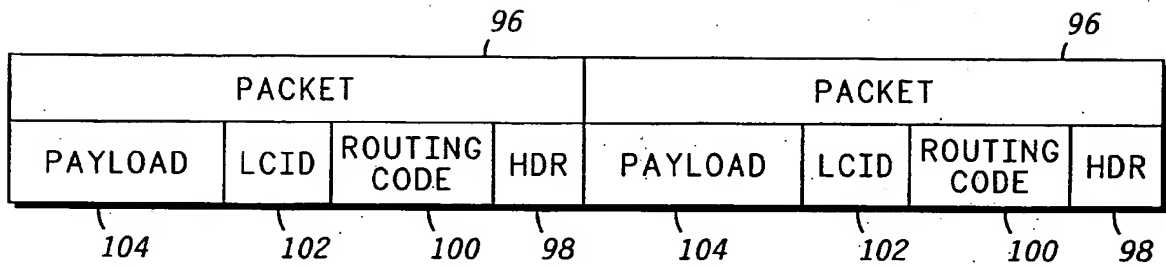 96 96
PACKET PACKET
PAYLOAD LCID ROUTING CODE HDR PAYLOAD LCID ROUTING CODE HDR
104 102 100 98 104 102 100 98